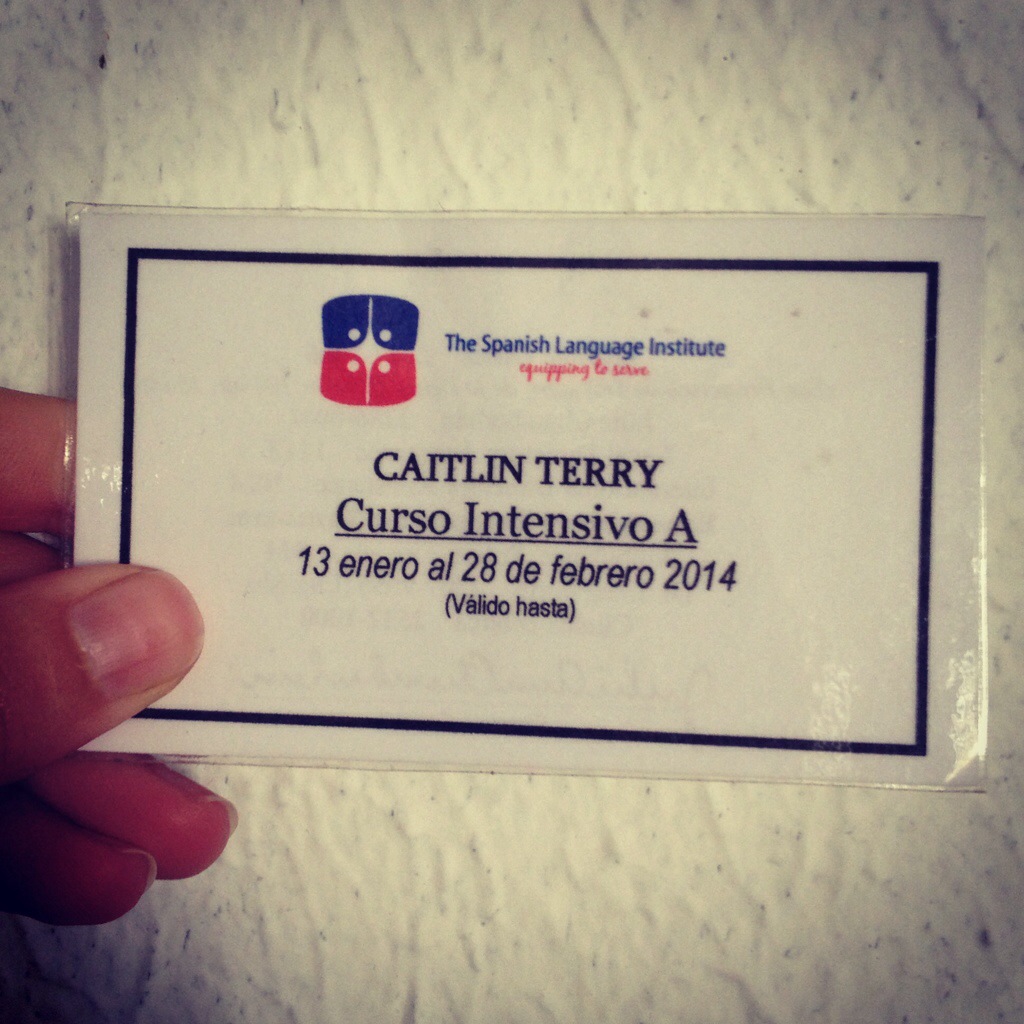 The Spanish Language Institute
equipping to serve
CAITLIN TERRY
Curso Intensivo A
13 enero al 28 de febrero 2014
(Válido hasta)